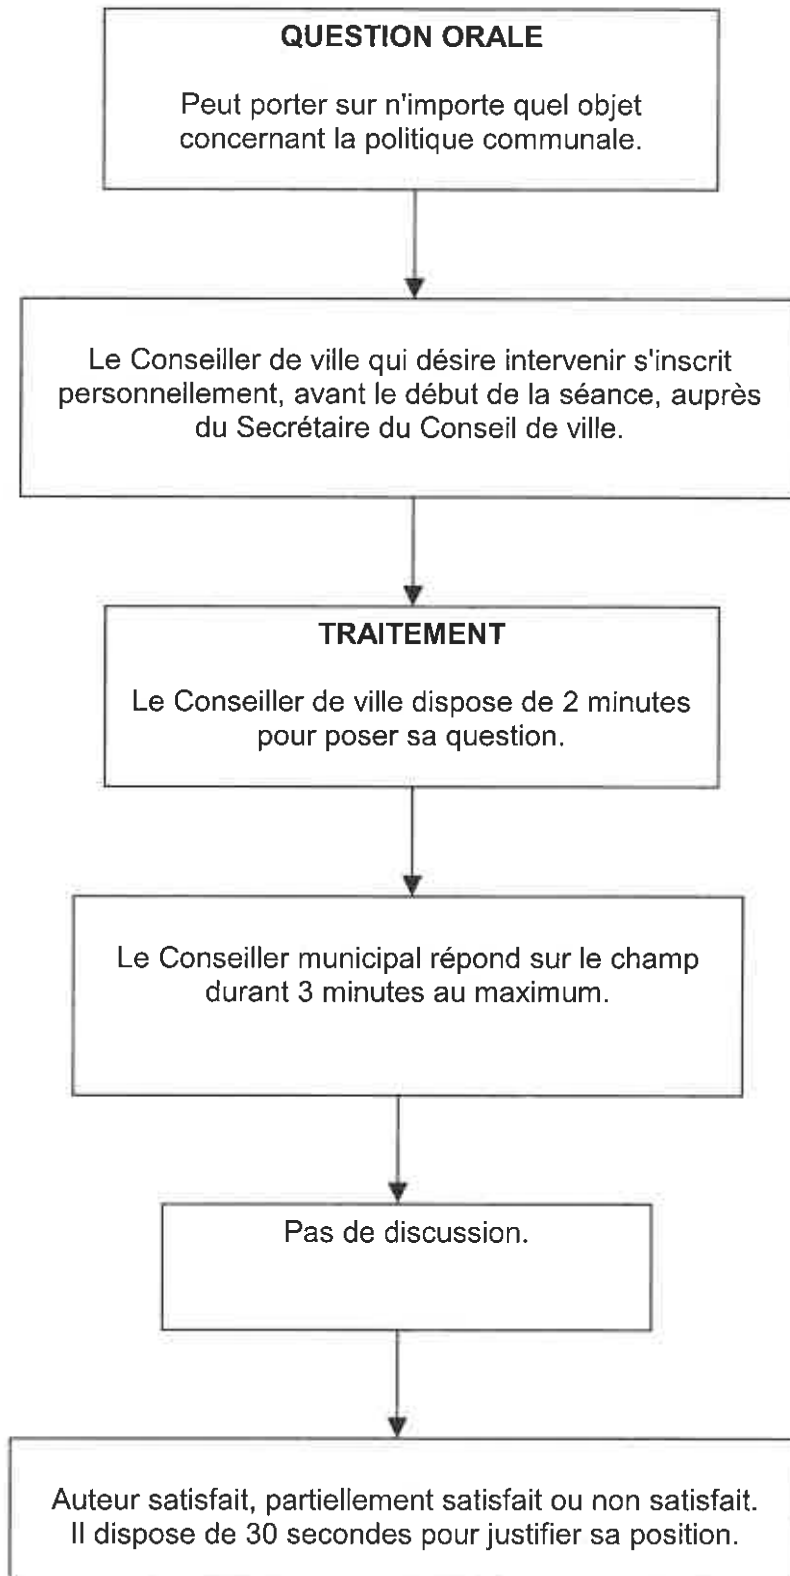 QUESTION ORALE
Peut porter sur n'importe quel objet
concernant la politique communale.
Le Conseiller de ville qui désire intervenir s'inscrit
personnellement, avant le début de la séance, auprès
du Secrétaire du Conseil de ville.
TRAITEMENT
Le Conseiller de ville dispose de 2 minutes
pour poser sa question.
Le Conseiller municipal répond sur le champ
durant 3 minutes au maximum.
Pas de discussion.
Auteur satisfait, partiellement satisfait ou non satisfait.
Il dispose de 30 secondes pour justifier sa position.